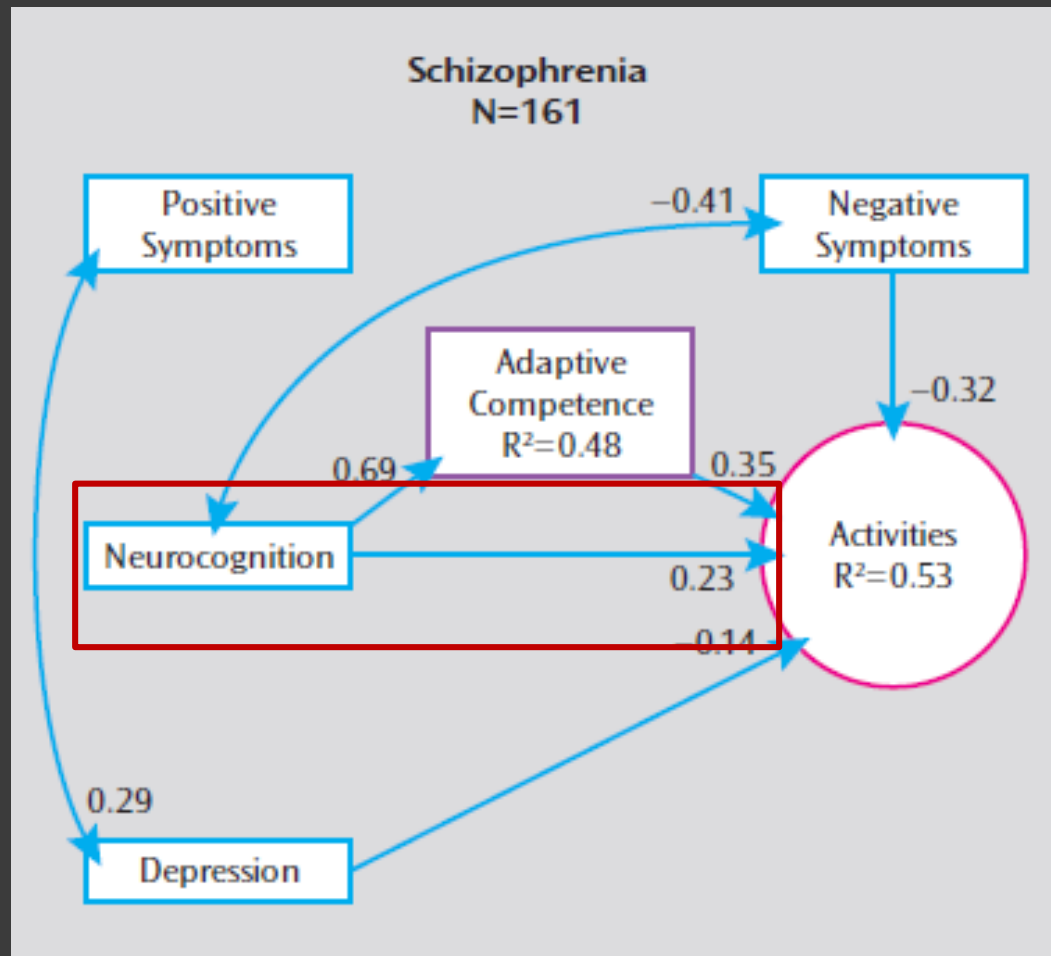 Schizophrenia
N=161
Positive
Symptoms
−0.41
Negative
Symptoms
Adaptive
Competence
R²=0.48
−0.32
0.69
0.35
Neurocognition
Activities
R²=0.53
0.23
−0.14
0.29
Depression